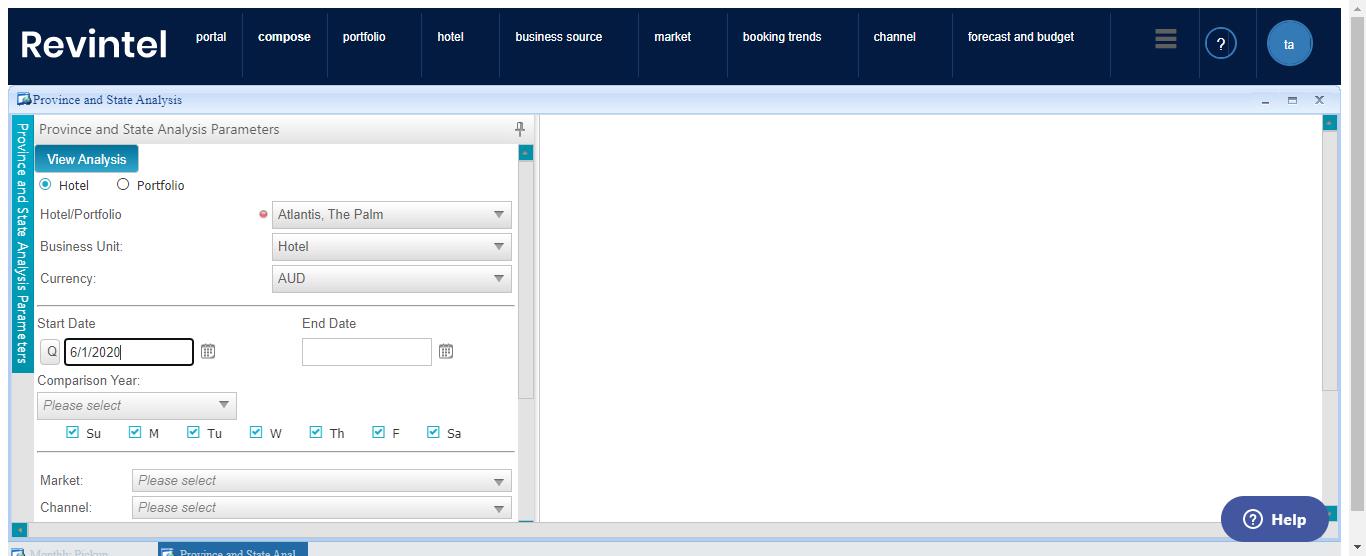 Revintel portal compose portfolio hotel business source market booking trends channel forecast and budget ? ta
Province and State Analysis
Province and State Analysis Parameters
Province and State Analysis Parameters
View Analysis
Hotel Portfolio
Hotel/Portfolio Atlantis, The Palm
Business Unit: Hotel
Currency: AUD
Start Date End Date
Q 6/1/2020
Comparison Year:
Please select
Su M Tu W Th F Sa
Market: Please select
Channel: Please select
? Help
Monthly Pickup Province and State Anal